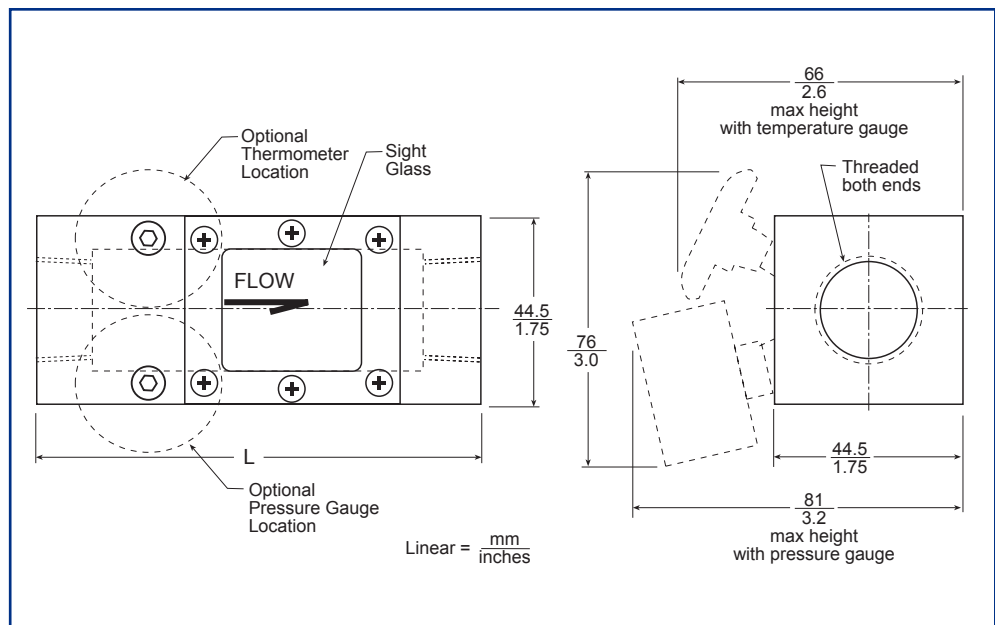 Optional
Thermometer
Location
Sight
Glass
FLOW
44.5
1.75
L
Optional
Pressure Gauge
Location
Linear = mm
inches
66
2.6
max height
with temperature gauge
Threaded
both ends
76
3.0
44.5
1.75
81
3.2
max height
with pressure gauge